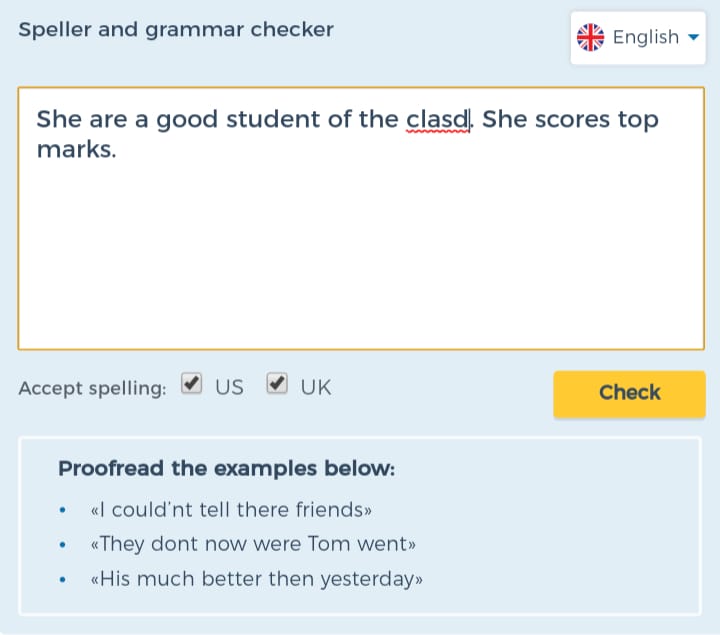 Speller and grammar checker
English
She are a good student of the clasd. She scores top
marks.
Accept spelling: US UK
Check
Proofread the examples below:
• «I could'nt tell there friends»
• «They dont now were Tom went»
• «His much better then yesterday»